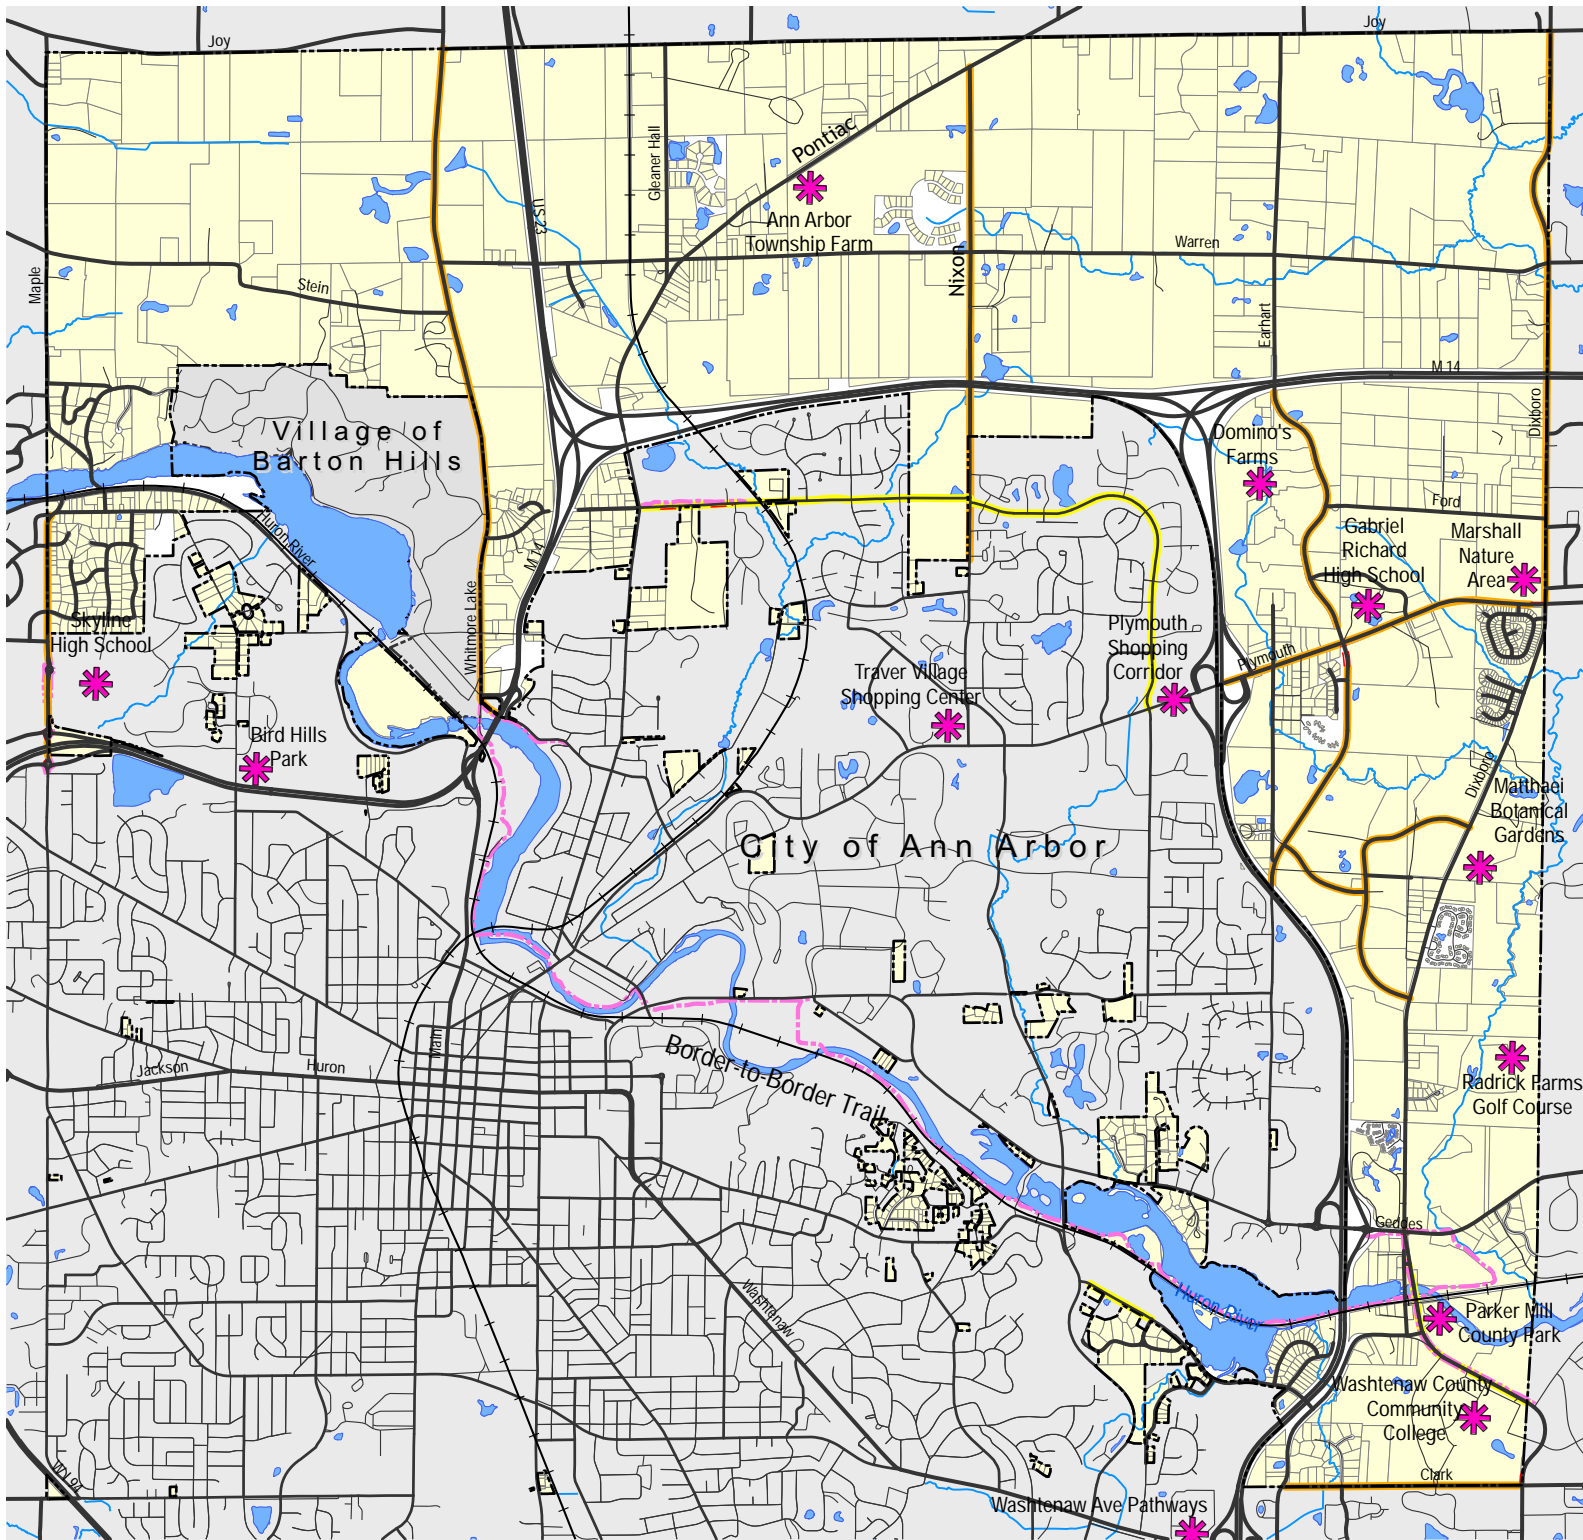 Joy
Joy
Gleaner Hall
Pontiac
US 23
Ann Arbor
Township Farm
Nixon
Warren
Maple
Stein
Earhart
M 14
Dixboro
Village of
Barton Hills
Domino's
Farms
Ford
Gabriel
Richard
High School
Marshall
Nature
Area
Huron River
M 14
Whitmore Lake
Skyline
High School
Plymouth
Shopping
Corridor
Plymouth
Traver Village
Shopping Center
Bird Hills
Park
Dixboro
Matthaei
Botanical
Gardens
City of Ann Arbor
Main
Border-to-Border Trail
Jackson
Huron
Radrick Farms
Golf Course
Geddes
Washtenaw
Huron River
Parker Mill
County Park
Washtenaw County
Community
College
Clark
W I 94
Washtenaw Ave Pathways